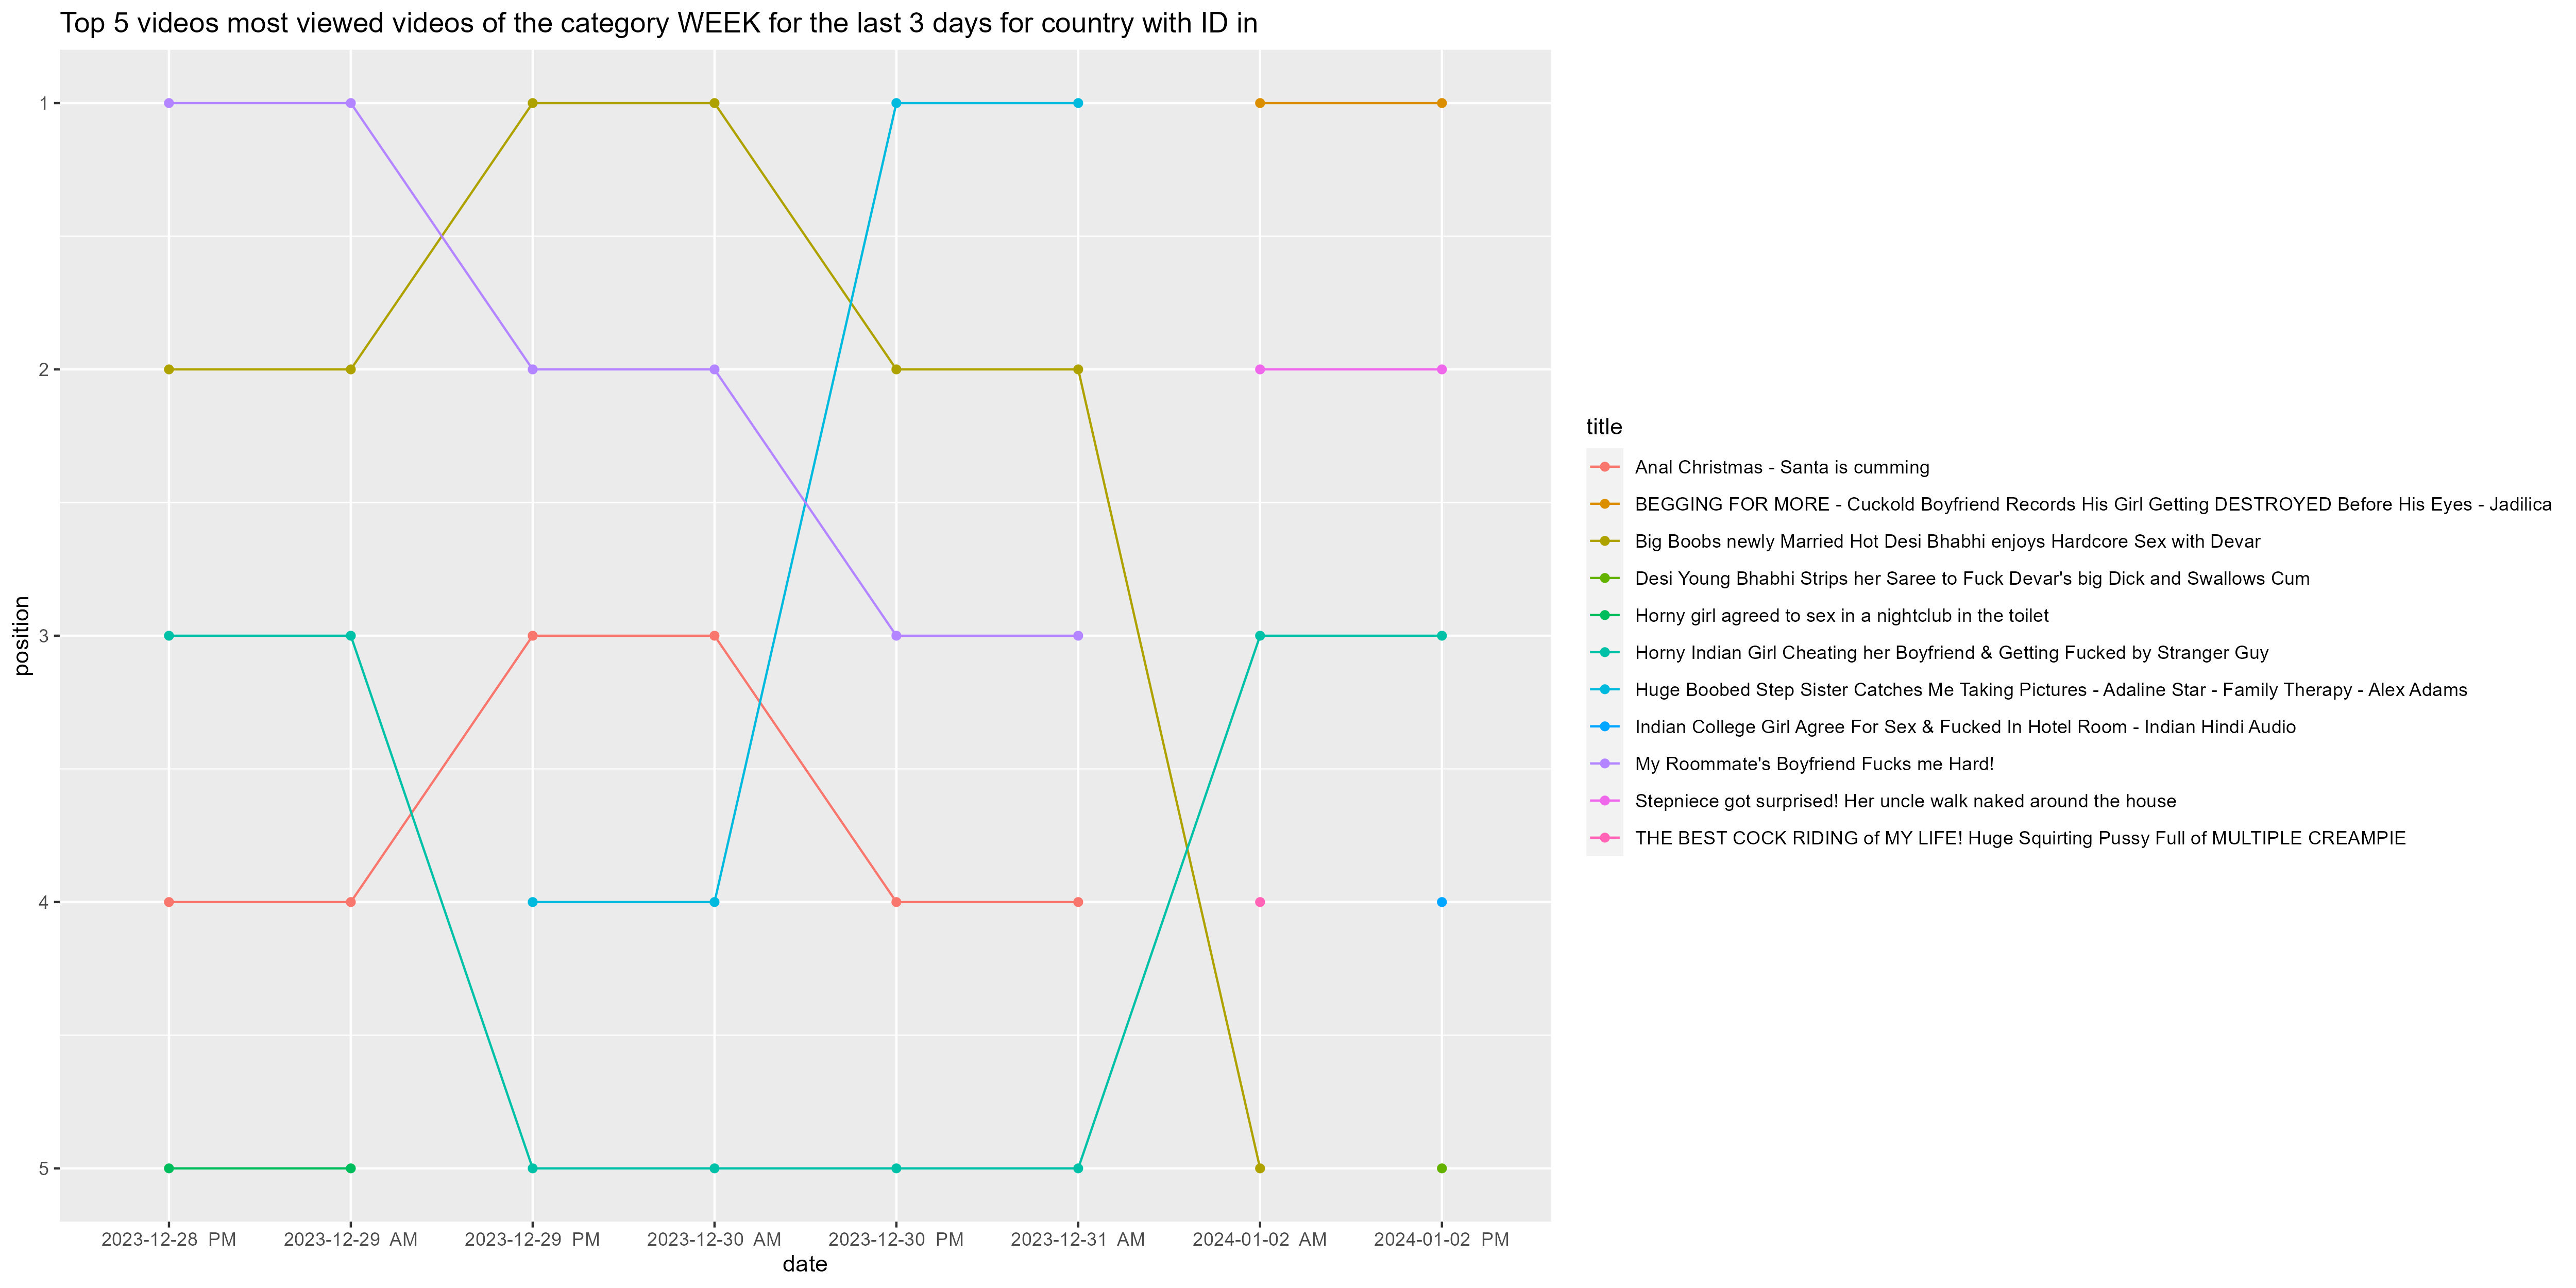 Top 5 videos most viewed videos of the category WEEK for the last 3 days for country with ID in
1
2
3
4
5
position
2023-12-28 PM
2023-12-29 AM
2023-12-29 PM
2023-12-30 AM
2023-12-30 PM
2023-12-31 AM
2024-01-02 AM
2024-01-02 PM
date
title
Anal Christmas - Santa is cumming
BEGGING FOR MORE - Cuckold Boyfriend Records His Girl Getting DESTROYED Before His Eyes - Jadilica
Big Boobs newly Married Hot Desi Bhabhi enjoys Hardcore Sex with Devar
Desi Young Bhabhi Strips her Saree to Fuck Devar's big Dick and Swallows Cum
Horny girl agreed to sex in a nightclub in the toilet
Horny Indian Girl Cheating her Boyfriend & Getting Fucked by Stranger Guy
Huge Boobed Step Sister Catches Me Taking Pictures - Adaline Star - Family Therapy - Alex Adams
Indian College Girl Agree For Sex & Fucked In Hotel Room - Indian Hindi Audio
My Roommate's Boyfriend Fucks me Hard!
Stepniece got surprised! Her uncle walk naked around the house
THE BEST COCK RIDING of MY LIFE! Huge Squirting Pussy Full of MULTIPLE CREAMPIE